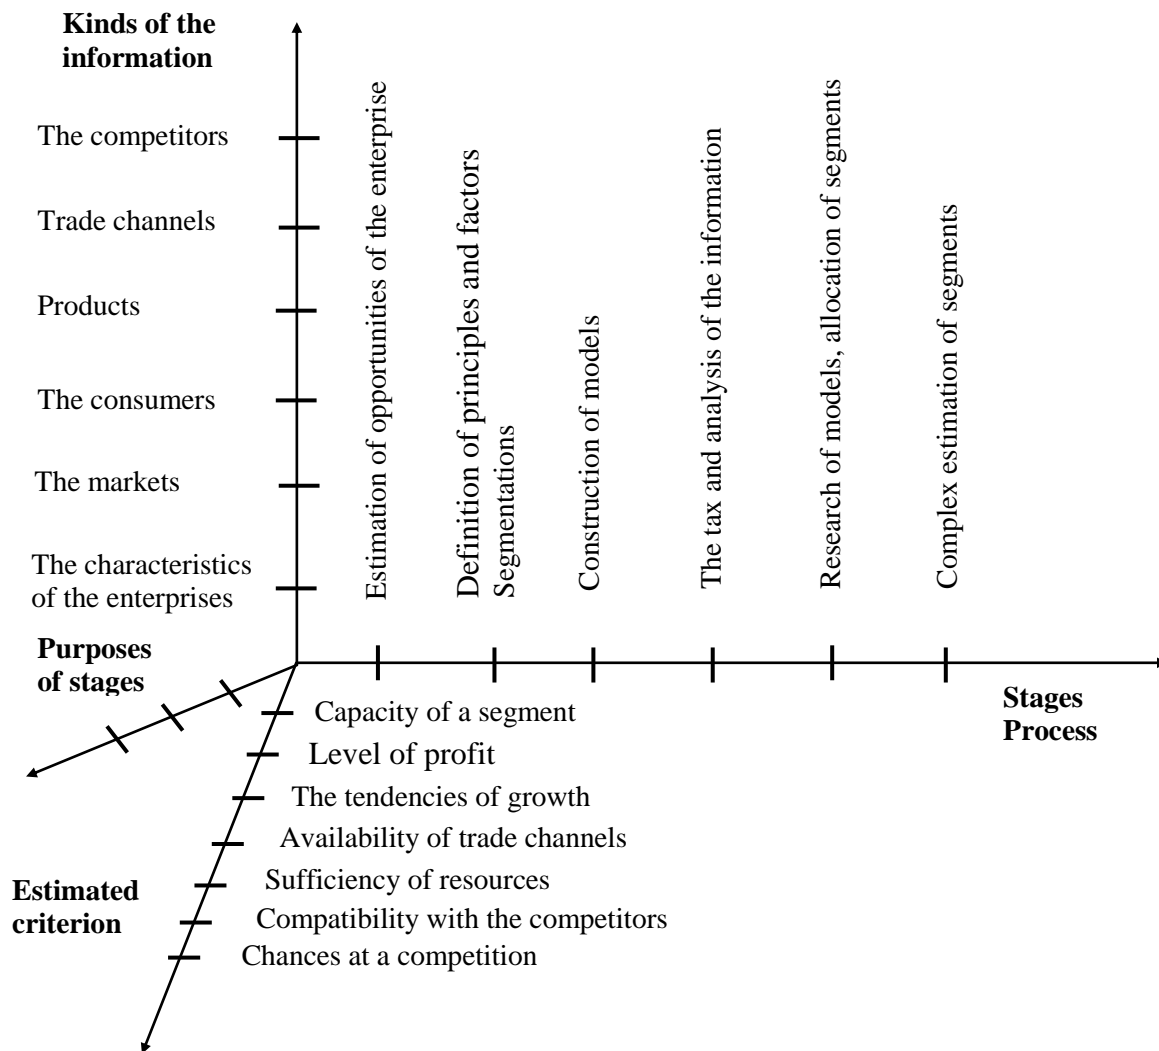 Kinds of the
information
The competitors
Trade channels
Products
The consumers
The markets
The characteristics
of the enterprises
Estimation of opportunities of the enterprise
Definition of principles and factors
Segmentations
Construction of models
The tax and analysis of the information
Research of models, allocation of segments
Complex estimation of segments
Purposes
of stages
Stages
Process
Capacity of a segment
Level of profit
The tendencies of growth
Availability of trade channels
Sufficiency of resources
Compatibility with the competitors
Chances at a competition
Estimated
criterion